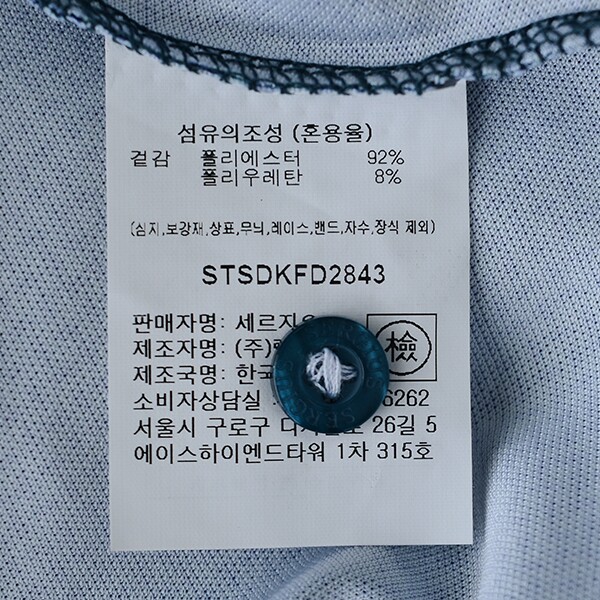 섬유의조성 (혼용율)
겉감 폴리에스터 92%
폴리우레탄 8%
(심지,보강재,상표,무늬,레이스,밴드,자수,장식 제외)
STSDKFD2843
판매자명: 세르지오
제조자명: (주)
檢
제조국명: 한국
소비자상담실 6262
서울시 구로구 26길 5
에이스하이엔드타워 1차 315호